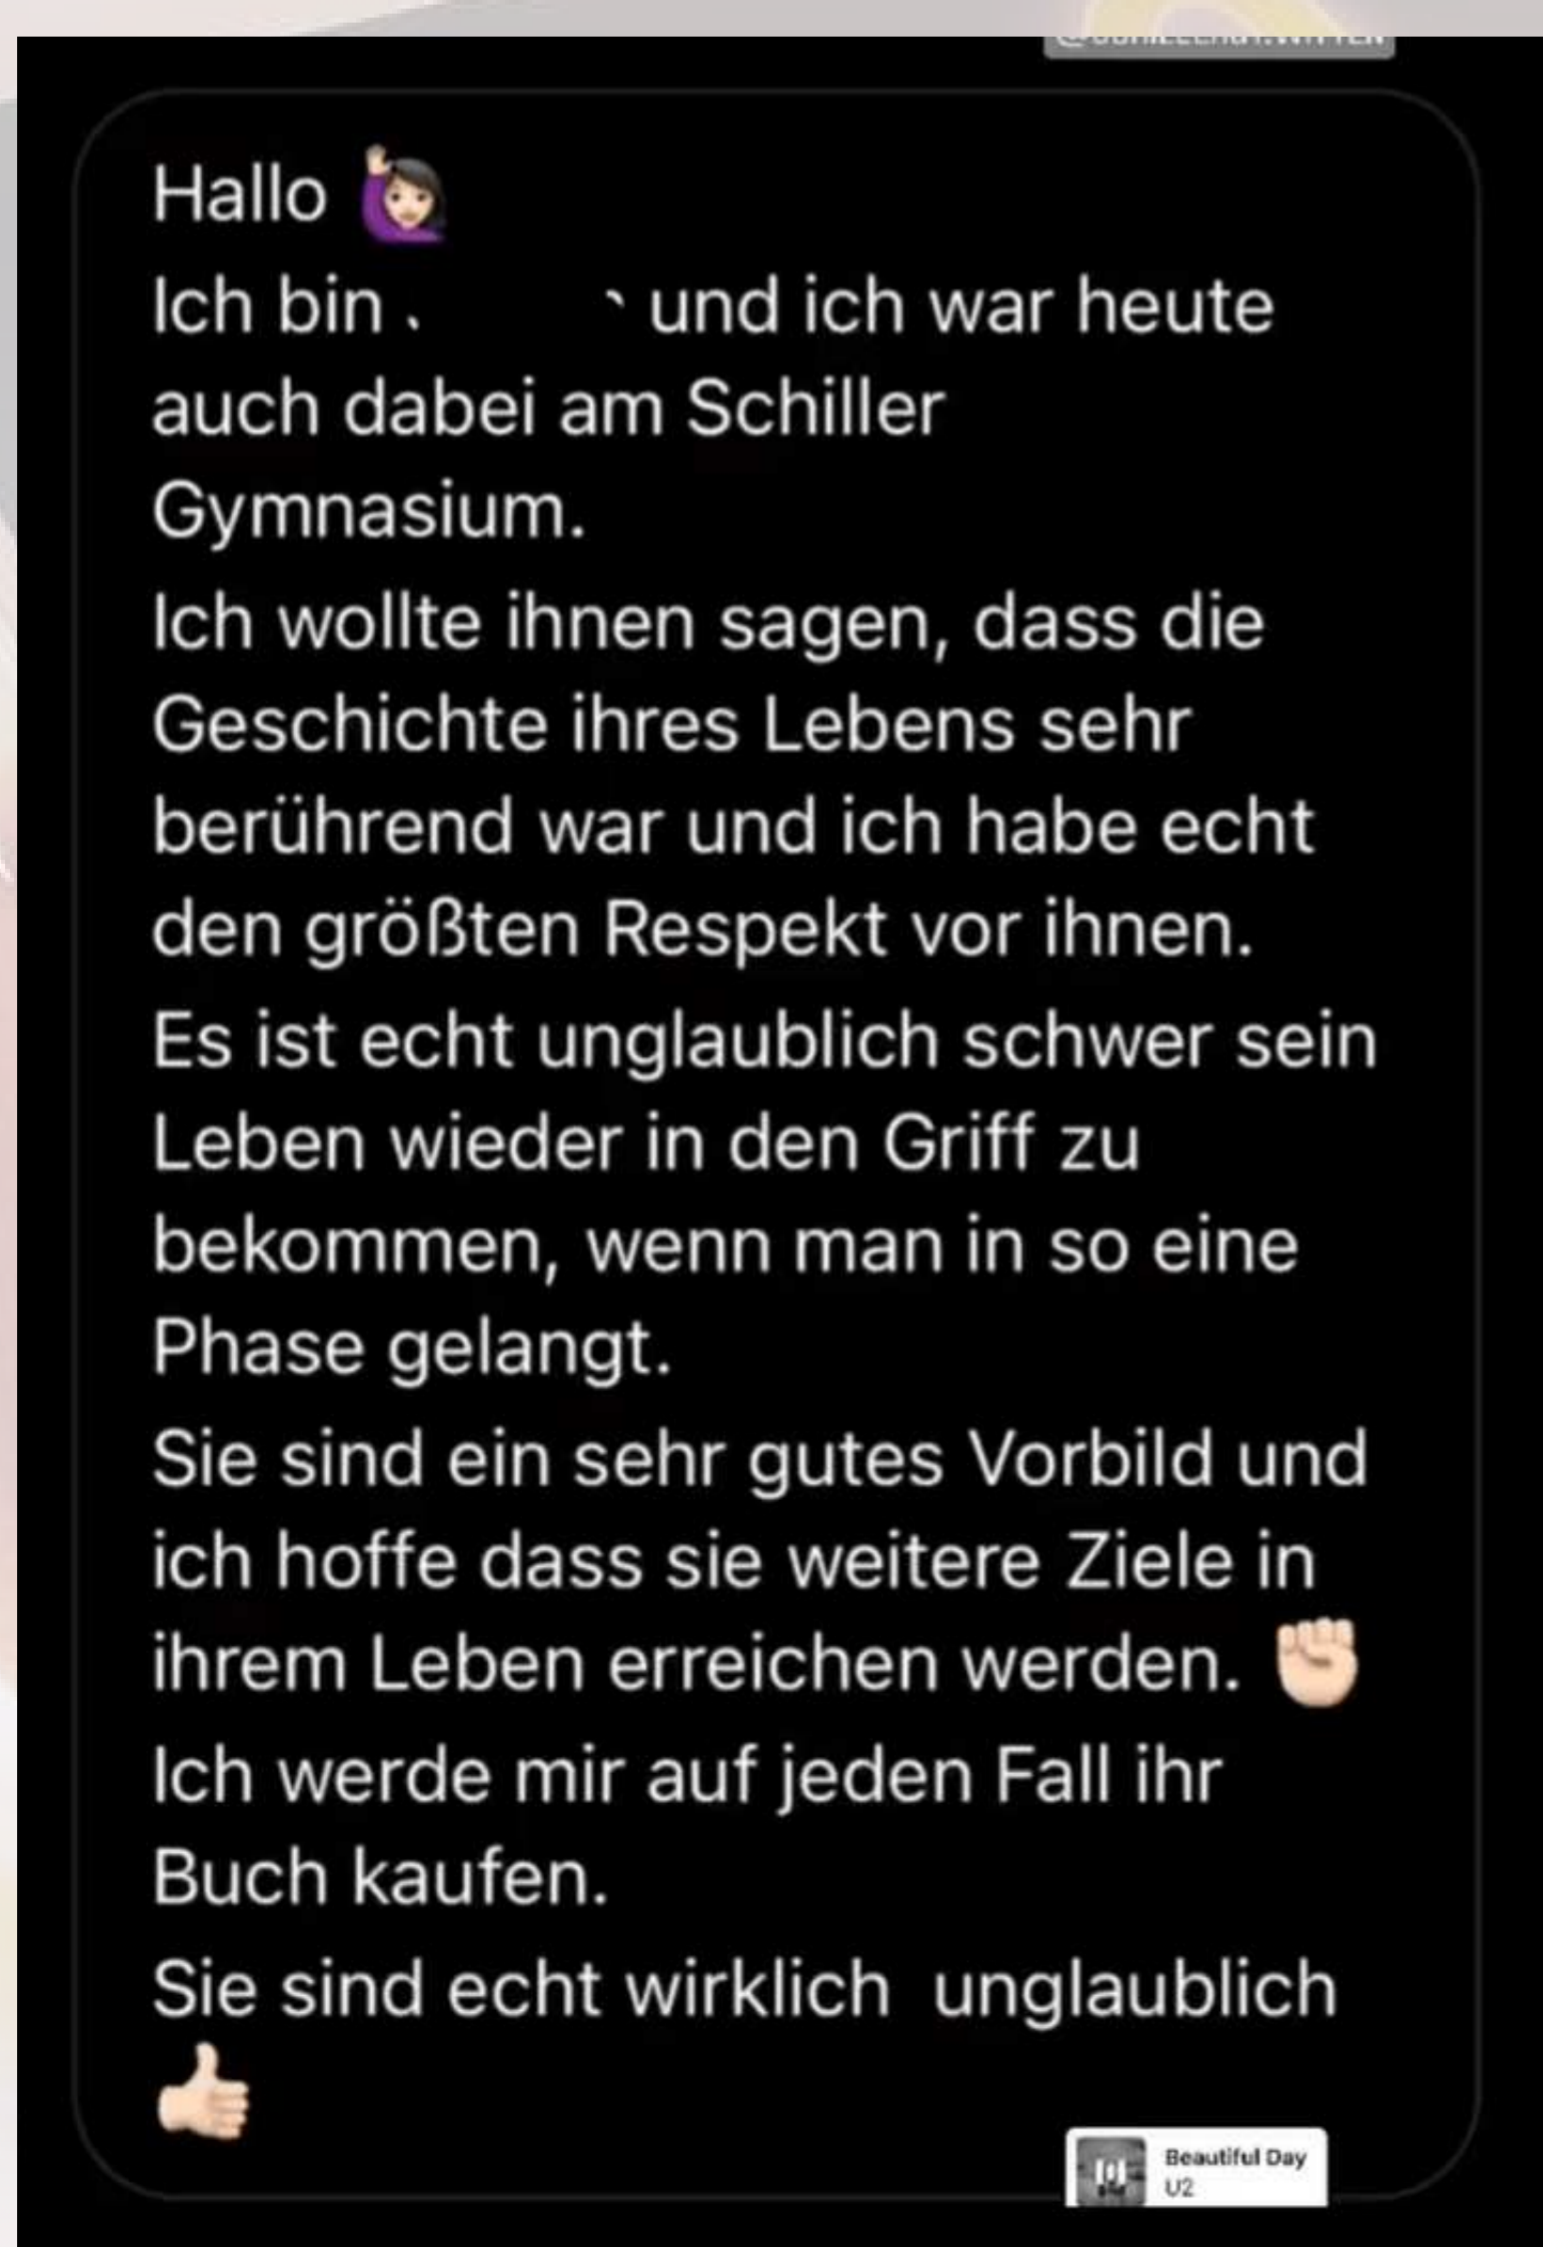 Hallo 🙋🏻‍♀️
Ich bin und ich war heute
auch dabei am Schiller
Gymnasium.
Ich wollte ihnen sagen, dass die
Geschichte ihres Lebens sehr
berührend war und ich habe echt
den größten Respekt vor ihnen.
Es ist echt unglaublich schwer sein
Leben wieder in den Griff zu
bekommen, wenn man in so eine
Phase gelangt.
Sie sind ein sehr gutes Vorbild und
ich hoffe dass sie weitere Ziele in
ihrem Leben erreichen werden. ✊🏻
Ich werde mir auf jeden Fall ihr
Buch kaufen.
Sie sind echt wirklich  unglaublich
👍🏻
Beautiful Day
U2